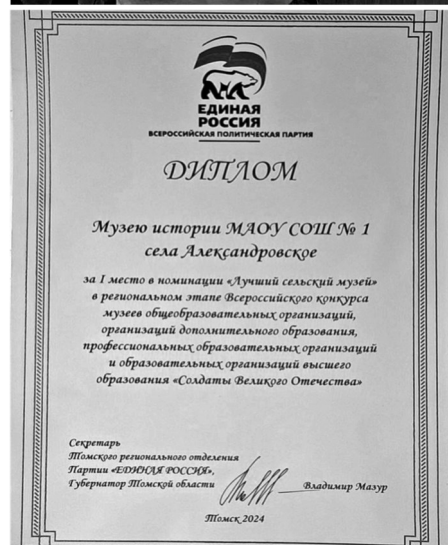 ЕДИНАЯ
РОССИЯ
ВСЕРОССИЙСКАЯ ПОЛИТИЧЕСКАЯ ПАРТИЯ
ДИПЛОМ
Музею истории МАОУ СОШ № 1
села Александровское
за I место в номинации «Лучший сельский музей»
в региональном этапе Всероссийского конкурса
музеев общеобразовательных организаций,
организаций дополнительного образования,
профессиональных образовательных организаций
и образовательных организаций высшего
образования «Солдаты Великого Отечества»
Секретарь
Томского регионального отделения
Партии «ЕДИНАЯ РОССИЯ»,
Губернатор Томской области Владимир Мазур
Томск 2024